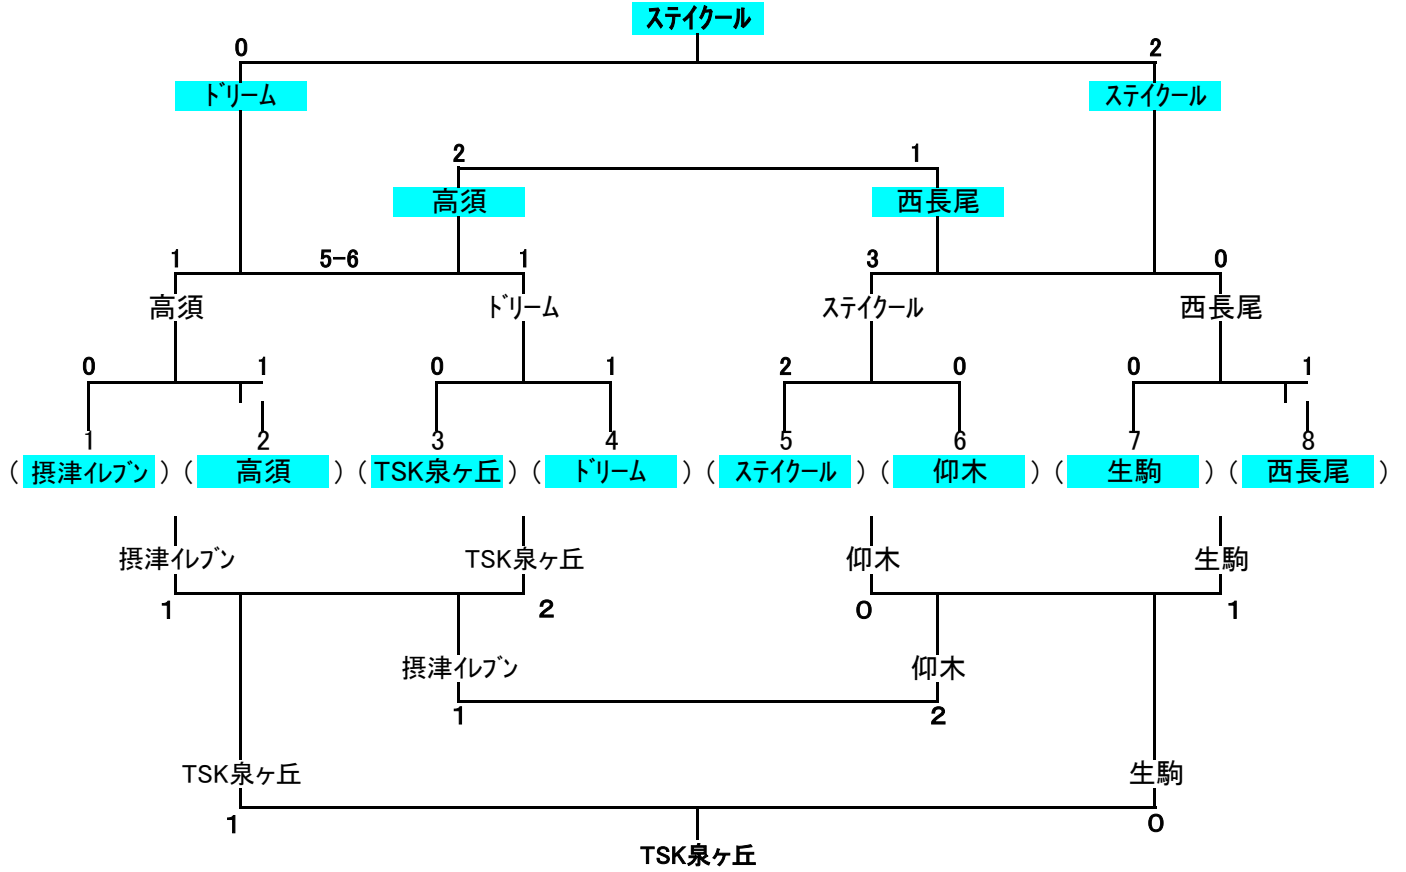 ステイクール
0 2
ドリーム ステイクール
2 1
高須 西長尾
1 5-6 1 3 0
高須 ドリーム ステイクール 西長尾
0 1 0 1 2 0 0 1
1 2 3 4 5 6 7 8
( 摂津イレブン ) ( 高須 ) ( TSK泉ヶ丘 ) ( ドリーム ) ( ステイクール ) ( 仰木 ) ( 生駒 ) ( 西長尾 )
摂津イレブン TSK泉ヶ丘 仰木 生駒
1 2 0 1
摂津イレブン 仰木
1 2
TSK泉ヶ丘 生駒
1 0
TSK泉ヶ丘